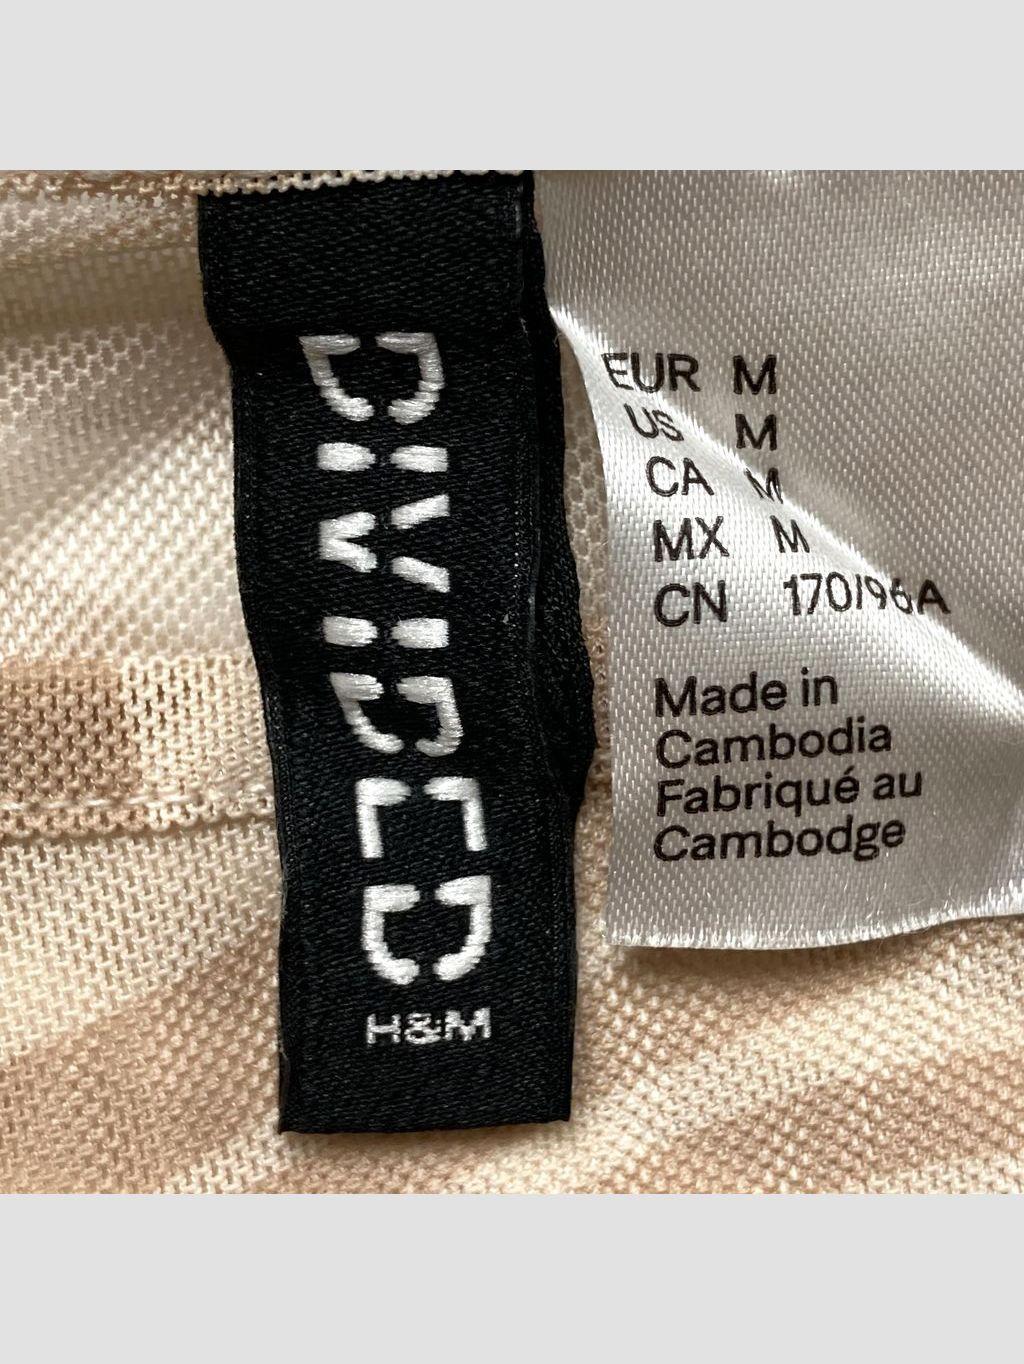 DIVIDED
H&M
EUR M
US M
CA M
MX M
CN 170/96A
Made in
Cambodia
Fabriqué au
Cambodge